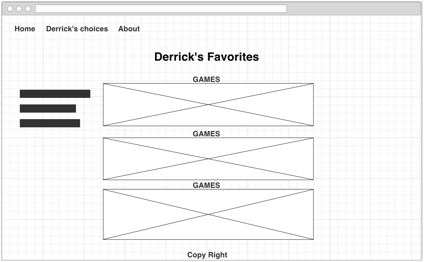 Home Derrick's choices About
Derrick's Favorites
GAMES
GAMES
GAMES
Copy Right